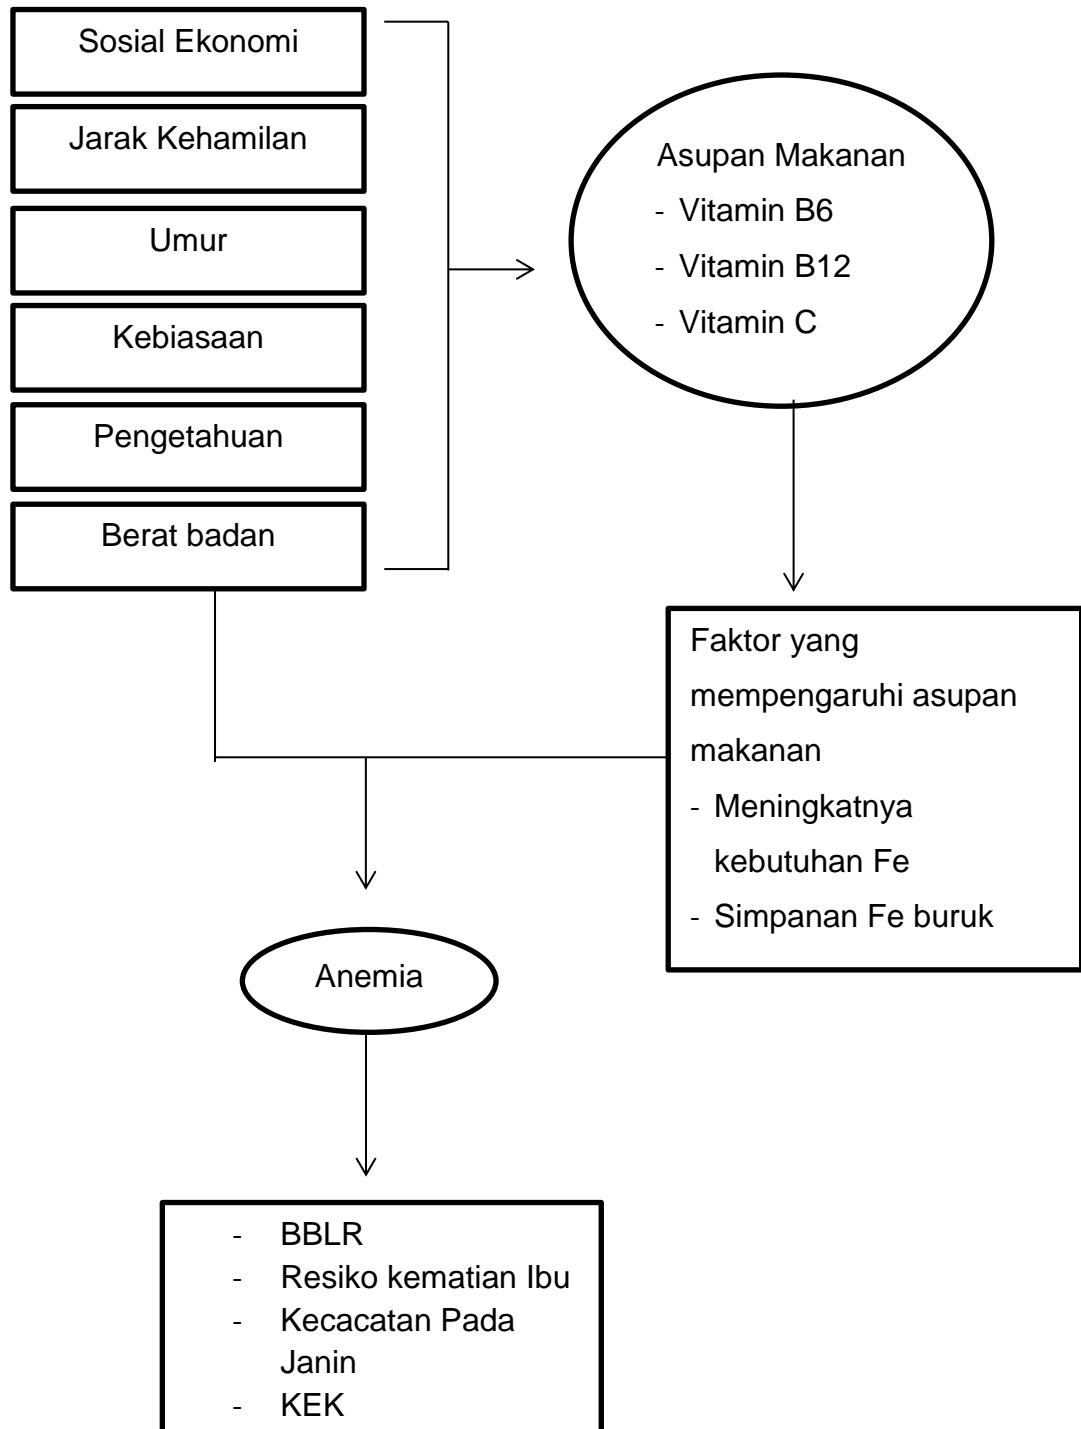 Sosial Ekonomi
Jarak Kehamilan
Umur
Kebiasaan
Pengetahuan
Berat badan
Asupan Makanan
- Vitamin B6
- Vitamin B12
- Vitamin C
Faktor yang
mempengaruhi asupan
makanan
- Meningkatnya
kebutuhan Fe
- Simpanan Fe buruk
Anemia
- BBLR
- Resiko kematian Ibu
- Kecacatan Pada
Janin
- KEK